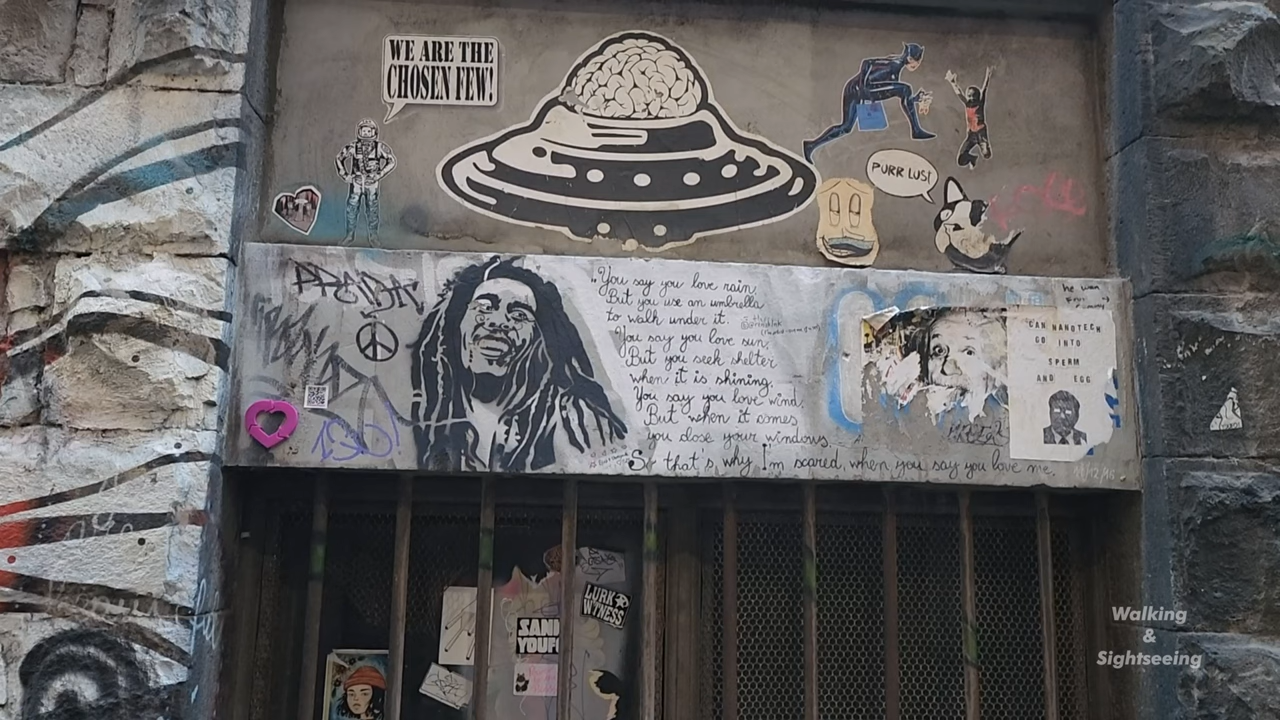 WE ARE THE
CHOSEN FEW!
PURR LUST
You say you love rain,
But you use an umbrella
to walk under it.
You say you love sun,
But you seek shelter
when it is shining.
You say you love wind,
But when it comes
you close your windows.
So that's why I'm scared, when you say you love me.
he was
CAN NANOTECH
GO INTO
SPERM
AND EGG
LURK
WYNESS
Walking
&
Sightseeing